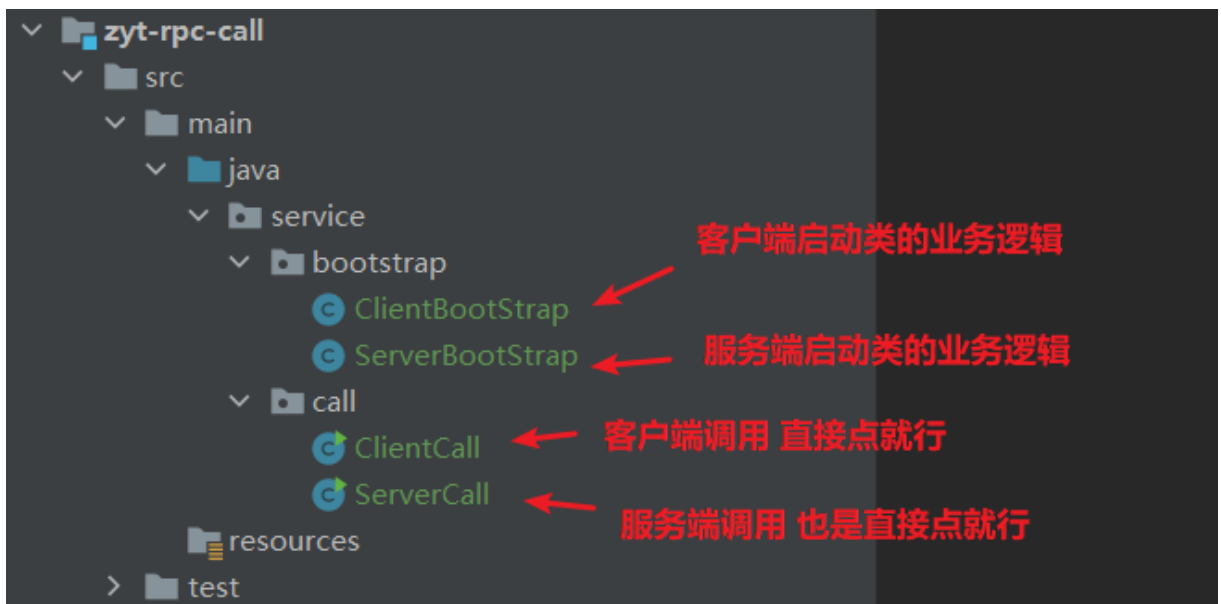 zyt-rpc-call
src
main
java
service
客户端启动类的业务逻辑
bootstrap
ClientBootStrap
ServerBootStrap
服务端启动类的业务逻辑
call
ClientCall
客户端调用 直接点就行
ServerCall
服务端调用 也是直接点就行
resources
test